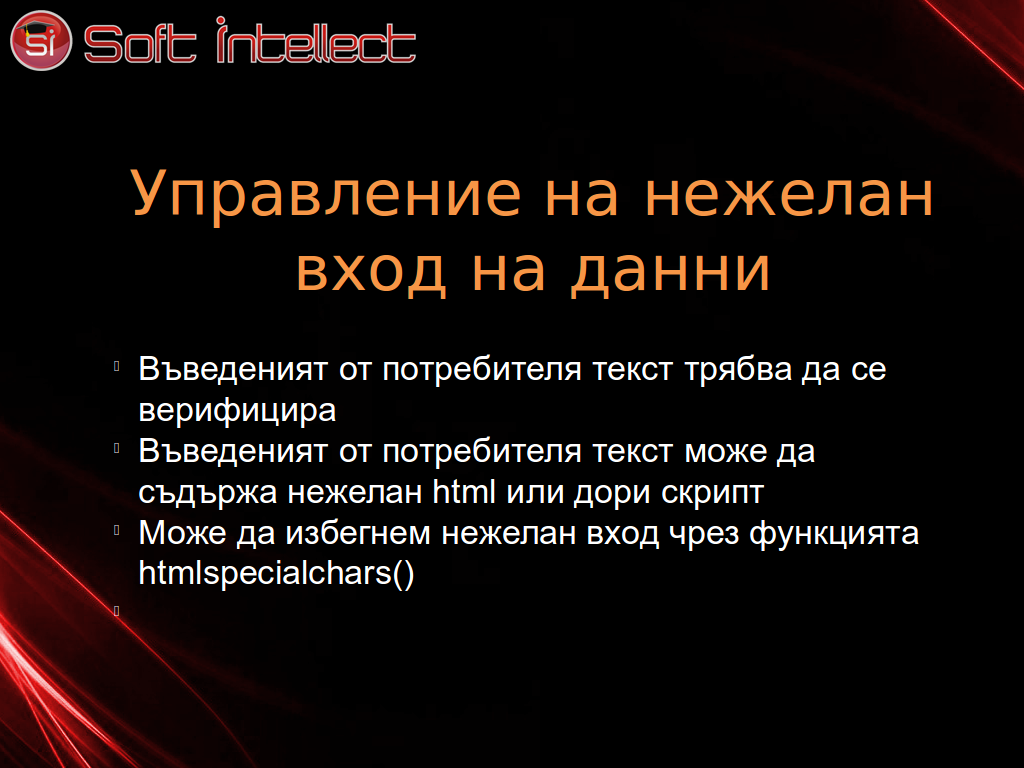 Si Soft Intellect
Управление на нежелан
вход на данни
Въведеният от потребителя текст трябва да се
верифицира
Въведеният от потребителя текст може да
съдържа нежелан html или дори скрипт
Може да избегнем нежелан вход чрез функцията
htmlspecialchars()